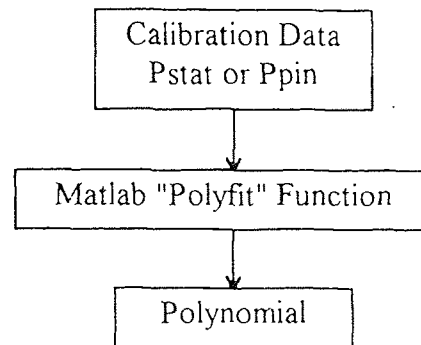 Calibration Data
Pstat or Ppin
Matlab "Polyfit" Function
Polynomial